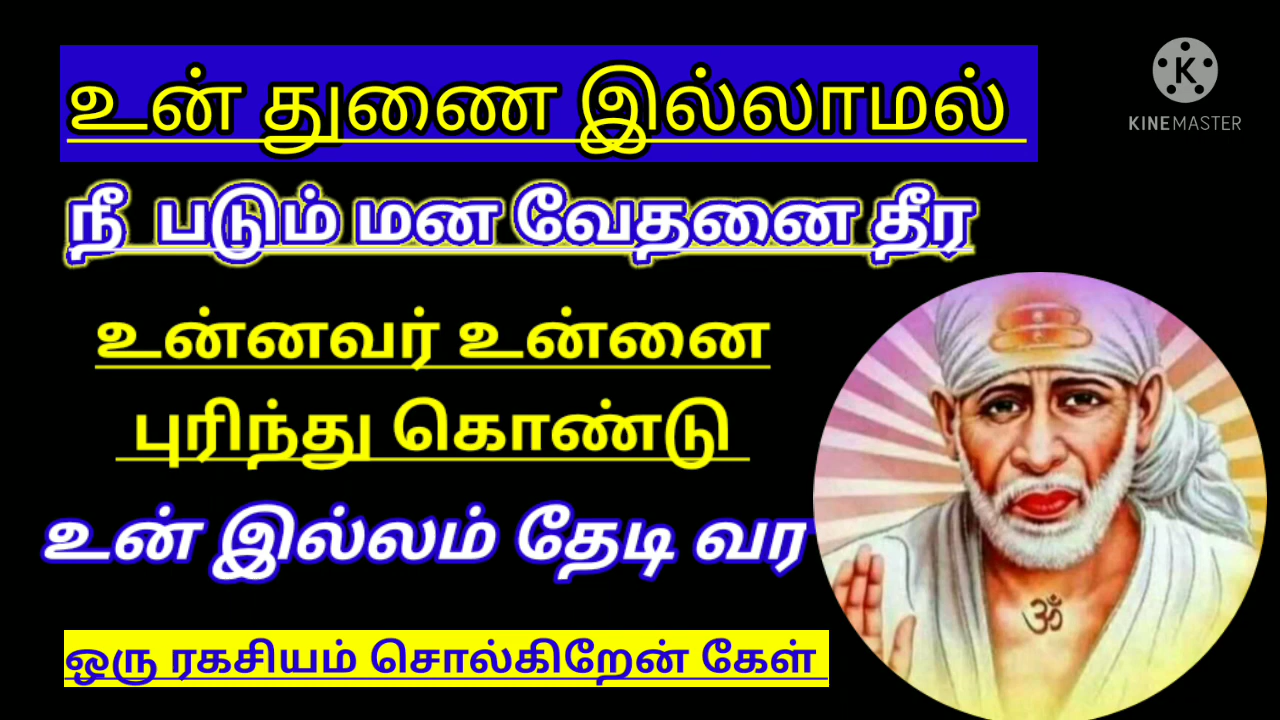 உன் துணை இல்லாமல்
நீ படும் மன வேதனை தீர
உன்னவர் உன்னை
புரிந்து கொண்டு
உன் இல்லம் தேடி வர
ஒரு ரகசியம் சொல்கிறேன் கேள்
K
KINEMASTER
ॐ